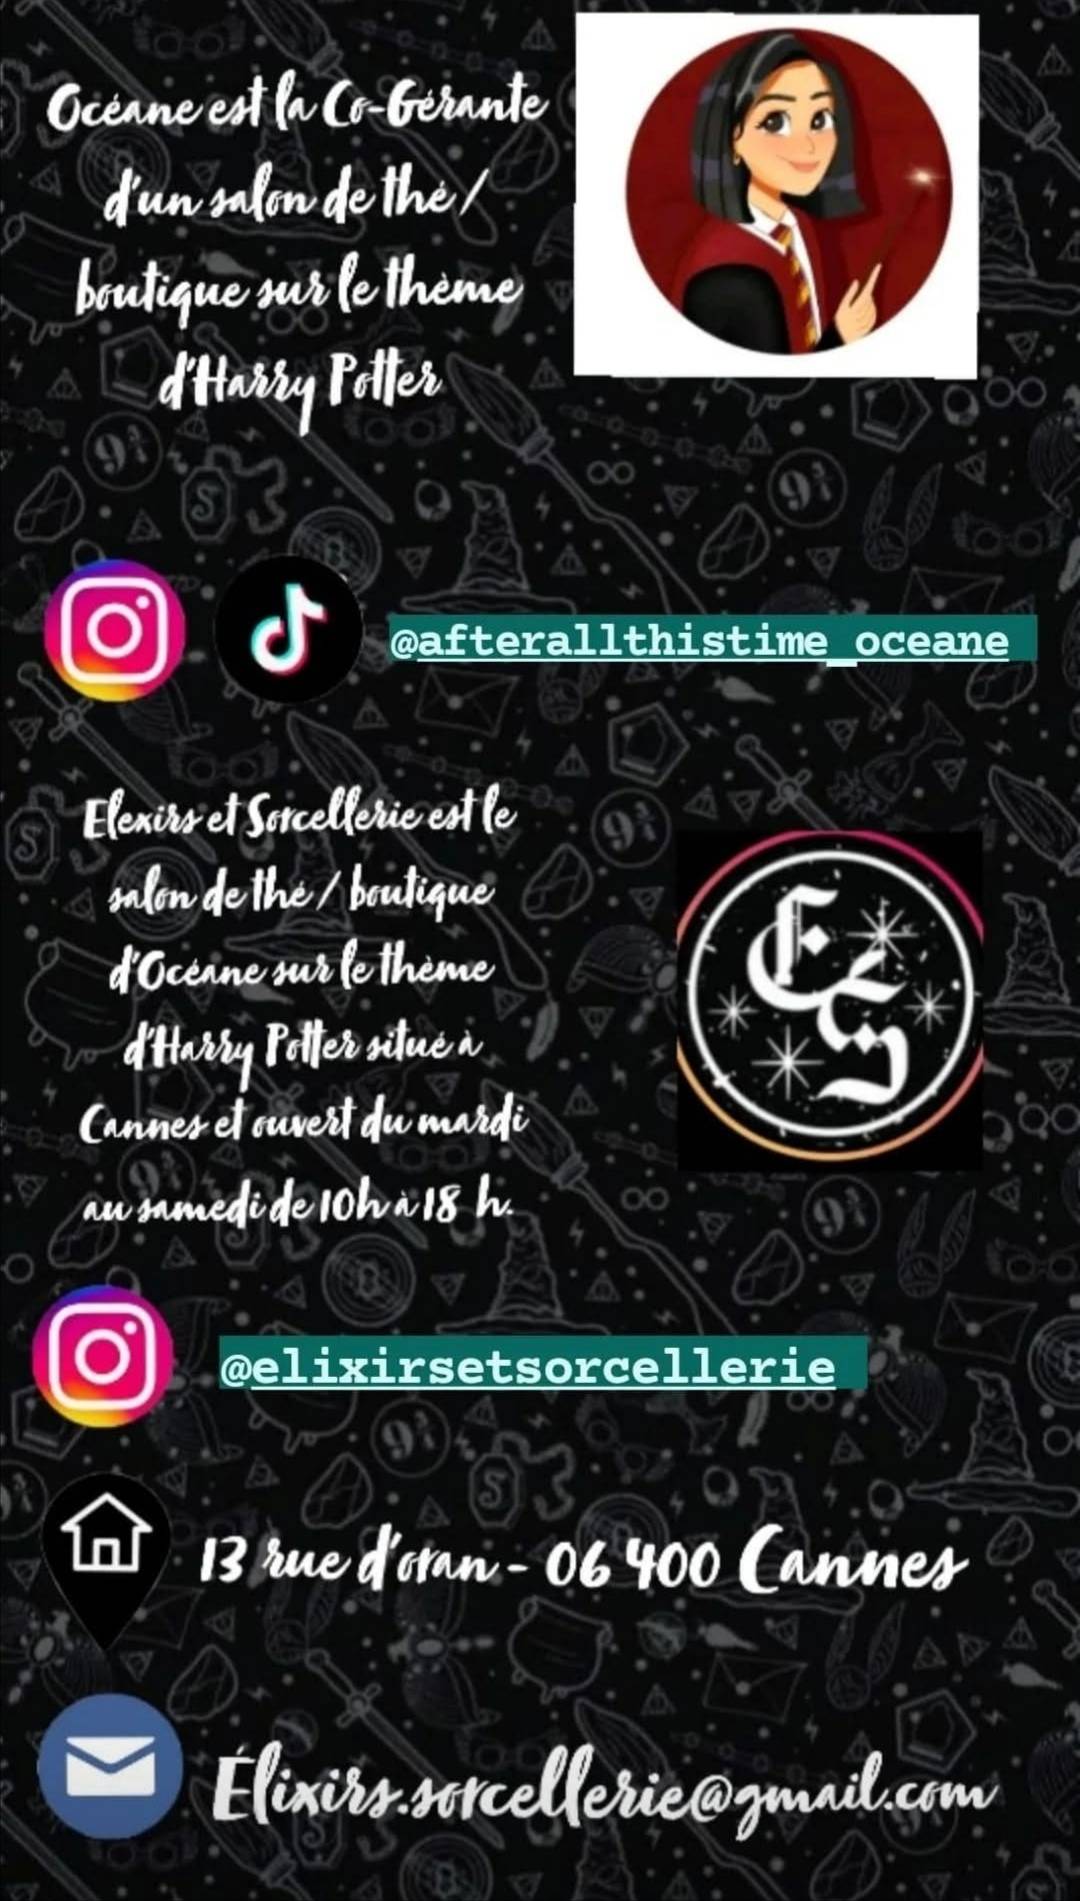 Océane est la Co-Gérante
d'un salon de thé /
boutique sur le thème
d'Harry Potter
@afterallthistime_oceane
Elexirs et Sorcellerie est le
salon de thé / boutique
d'Océane sur le thème
d'Harry Potter situé à
Cannes et ouvert du mardi
au samedi de 10h à 18 h.
E&S
@elixirsetsorcellerie
13 rue d'oran - 06 400 Cannes
Élixirs.sorcellerie@gmail.com